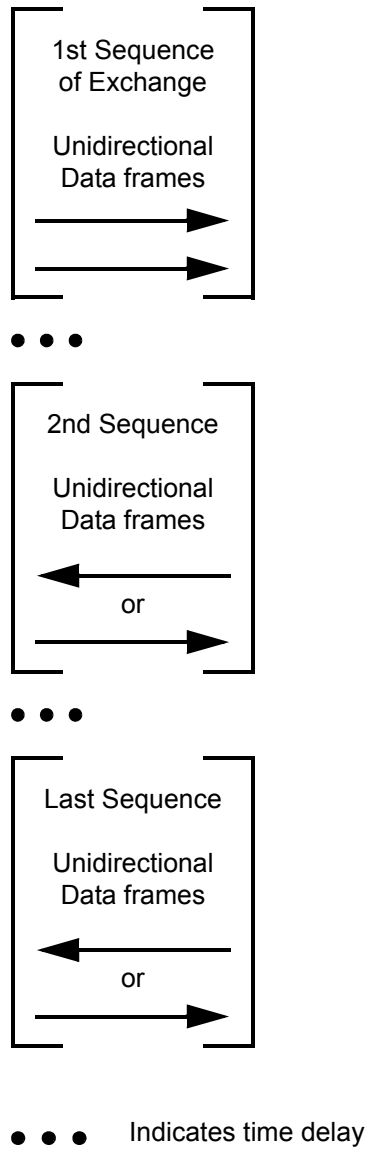 1st Sequence
of Exchange
Unidirectional
Data frames
2nd Sequence
Unidirectional
Data frames
or
Last Sequence
Unidirectional
Data frames
or
Indicates time delay